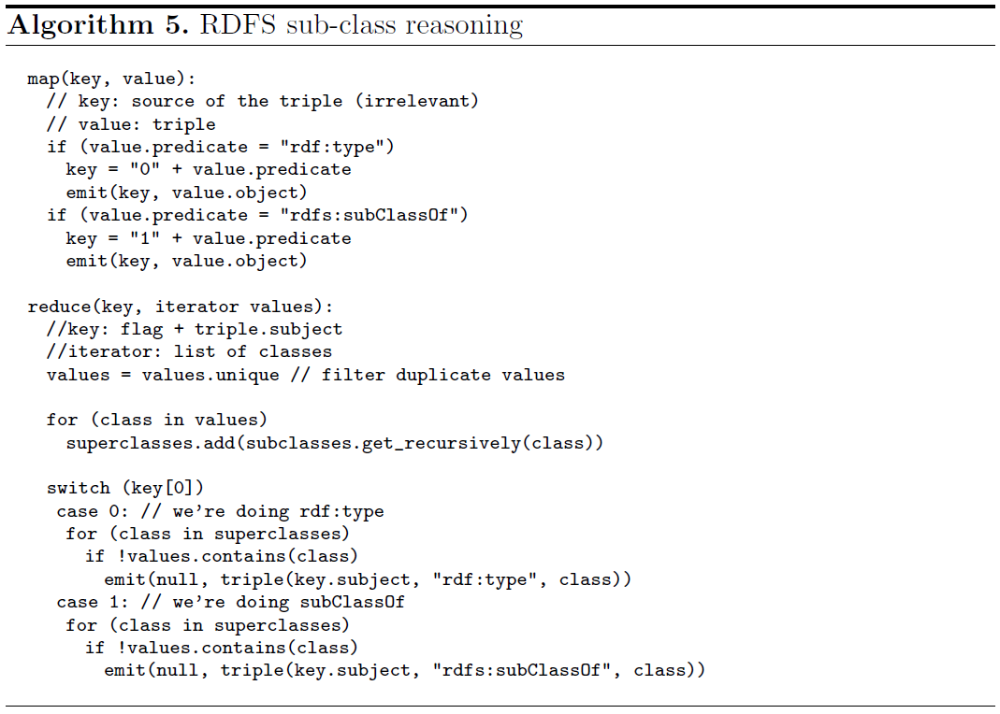 Algorithm 5. RDFS sub-class reasoning
map(key, value):
// key: source of the triple (irrelevant)
// value: triple
if (value.predicate = "rdf:type")
key = "0" + value.predicate
emit(key, value.object)
if (value.predicate = "rdfs:subClassOf")
key = "1" + value.predicate
emit(key, value.object)
reduce(key, iterator values):
//key: flag + triple.subject
//iterator: list of classes
values = values.unique // filter duplicate values
for (class in values)
superclasses.add(subclasses.get_recursively(class))
switch (key[0])
case 0: // we're doing rdf:type
for (class in superclasses)
if !values.contains(class)
emit(null, triple(key.subject, "rdf:type", class))
case 1: // we're doing subClassOf
for (class in superclasses)
if !values.contains(class)
emit(null, triple(key.subject, "rdfs:subClassOf", class))